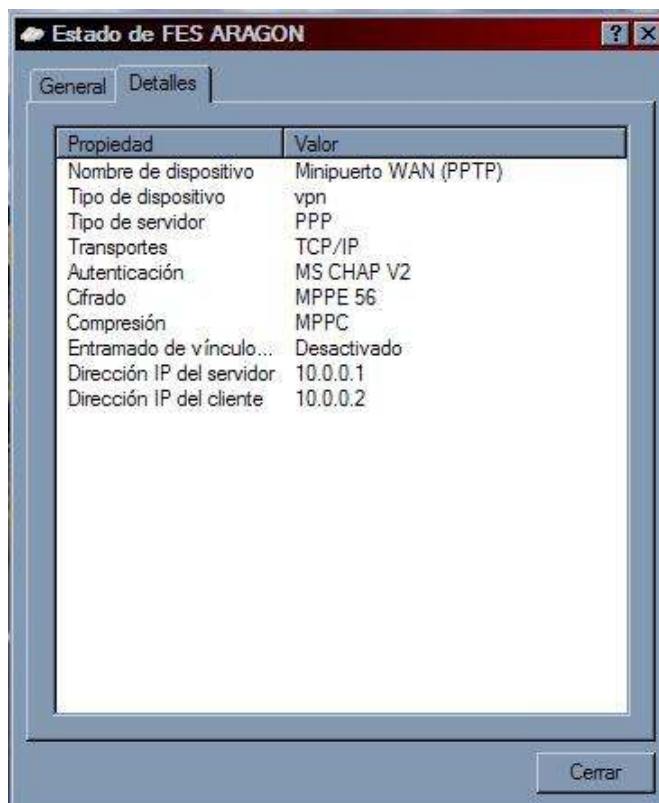 Estado de FES ARAGON
General Detalles
Propiedad Valor
Nombre de dispositivo Minipuerto WAN (PPTP)
Tipo de dispositivo vpn
Tipo de servidor PPP
Transportes TCP/IP
Autenticación MS CHAP V2
Cifrado MPPE 56
Compresión MPPC
Entramado de vínculo... Desactivado
Dirección IP del servidor 10.0.0.1
Dirección IP del cliente 10.0.0.2
Cerrar